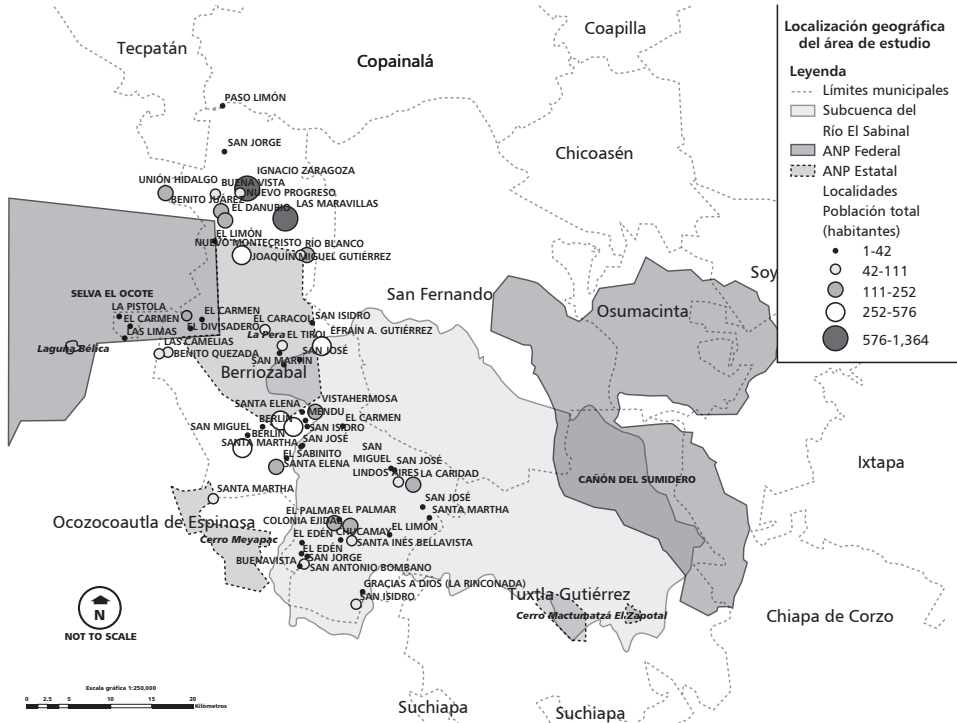 Tecpatán
Copainalá
Coapilla
Chicoasén
PASO LIMÓN
SAN JORGE
IGNACIO ZARAGOZA
UNIÓN HIDALGO
BUENA VISTA
NUEVO PROGRESO
BENITO JUÁREZ
LAS MARAVILLAS
EL DANUBIO
EL LIMÓN
NUEVO MONTECRISTO
RÍO BLANCO
JOAQUÍN MIGUEL GUTIÉRREZ
San Fernando
Osumacinta
Soy
SELVA EL OCOTE
LA PISTOLA
EL CARMEN
EL CARMEN
LAS LIMAS
EL DIVISADERO
EL CARACOL
SAN ISIDRO
La Pera
EL TIROL
EFRAÍN A. GUTIÉRREZ
Laguna Bélica
LAS CAMELIAS
BENITO QUEZADA
SAN JOSÉ
SAN MARTÍN
Berriozabal
VISTAHERMOSA
SANTA ELENA
MENDU
BERLÍN
EL CARMEN
SAN ISIDRO
SAN MIGUEL
BERLÍN
SANTA MARTHA
SAN JOSÉ
EL SABINITO
SANTA ELENA
SAN
MIGUEL
SAN JOSÉ
LINDOS AIRES
LA CARIDAD
CAÑÓN DEL SUMIDERO
Ixtapa
SANTA MARTHA
SAN JOSÉ
SANTA MARTHA
EL PALMAR
EL PALMAR
Ocozocoautla de Espinosa
COLONIA EJIDAL
EL LIMÓN
Cerro Meyapac
EL EDÉN
CHUCAMAY
SANTA INÉS BELLAVISTA
EL EDÉN
SAN JORGE
BUENAVISTA
SAN ANTONIO BOMBANO
GRACIAS A DIOS (LA RINCONADA)
SAN ISIDRO
Tuxtla Gutiérrez
Cerro Mactumatzá
El Zapotal
Chiapa de Corzo
Suchiapa
Suchiapa
N
NOT TO SCALE
Escala gráfica 1:250,000
0 2.5 5 10 15 20
Kilómetros
Localización geográfica
del área de estudio
Leyenda
Límites municipales
Subcuenca del
Río El Sabinal
ANP Federal
ANP Estatal
Localidades
Población total
(habitantes)
1-42
42-111
111-252
252-576
576-1,364